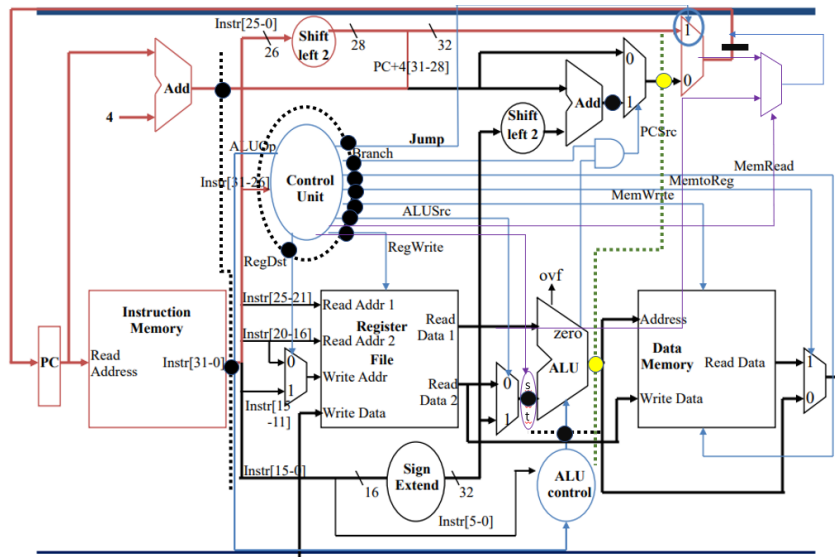 Instr[25-0]
Shift
left 2
26
28
32
PC+4[31-28]
1
0
Add
4
0
1
Add
Shift
left 2
PCSrc
ALUOp
Jump
Branch
MemRead
MemtoReg
MemWrite
Instr[31-26]
Control
Unit
ALUSrc
RegWrite
RegDst
ovf
Instruction
Memory
PC
Read
Address
Instr[31-0]
Instr[25-21]
Read Addr 1
Instr[20-16]
Register
Read Addr 2
File
0
Write Addr
1
Instr[15
-11]
Write Data
Read
Data 1
Read
Data 2
0
1
s
t
zero
ALU
Address
Data
Memory
Read Data
Write Data
1
0
Instr[15-0]
Sign
Extend
16
32
ALU
control
Instr[5-0]